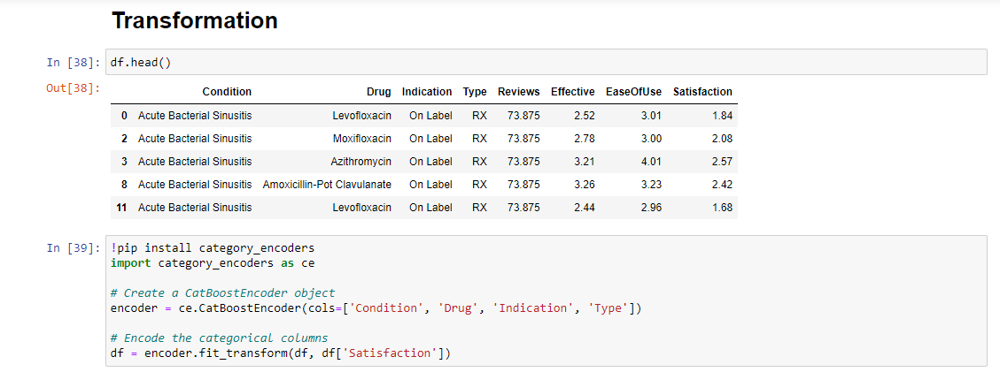 Transformation
In [38]: df.head()
Out[38]:
Condition Drug Indication Type Reviews Effective EaseOfUse Satisfaction
0 Acute Bacterial Sinusitis Levofloxacin On Label RX 73.875 2.52 3.01 1.84
2 Acute Bacterial Sinusitis Moxifloxacin On Label RX 73.875 2.78 3.00 2.08
3 Acute Bacterial Sinusitis Azithromycin On Label RX 73.875 3.21 4.01 2.57
8 Acute Bacterial Sinusitis Amoxicillin-Pot Clavulanate On Label RX 73.875 3.26 3.23 2.42
11 Acute Bacterial Sinusitis Levofloxacin On Label RX 73.875 2.44 2.96 1.68
In [39]: !pip install category_encoders
import category_encoders as ce
# Create a CatBoostEncoder object
encoder = ce.CatBoostEncoder(cols=['Condition', 'Drug', 'Indication', 'Type'])
# Encode the categorical columns
df = encoder.fit_transform(df, df['Satisfaction'])